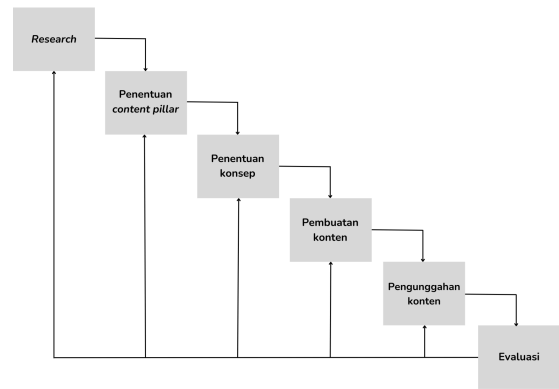 Research
Penentuan
content pillar
Penentuan
konsep
Pembuatan
konten
Pengunggahan
konten
Evaluasi